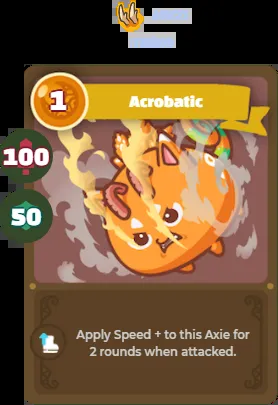 1
Acrobatic
100
50
Apply Speed + to this Axie for
2 rounds when attacked.